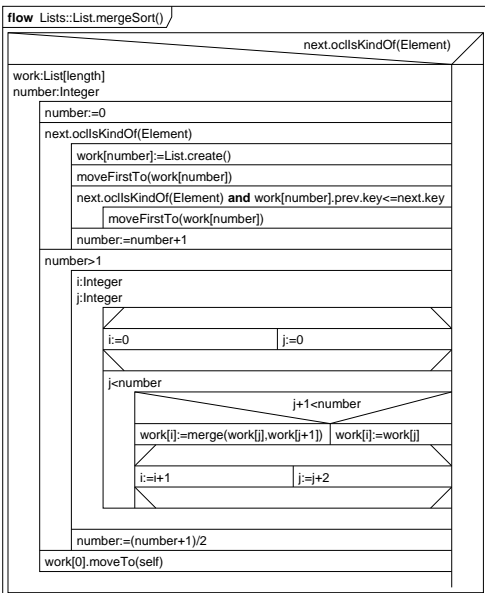 flow Lists::List.mergeSort()
next.oclIsKindOf(Element)
work:List[length]
number:Integer
number:=0
next.oclIsKindOf(Element)
work[number]:=List.create()
moveFirstTo(work[number])
next.oclIsKindOf(Element) and work[number].prev.key<=next.key
moveFirstTo(work[number])
number:=number+1
number>1
i:Integer
j:Integer
i:=0 j:=0
j<number
j+1<number
work[i]:=merge(work[j],work[j+1]) work[i]:=work[j]
i:=i+1 j:=j+2
number:=(number+1)/2
work[0].moveTo(self)